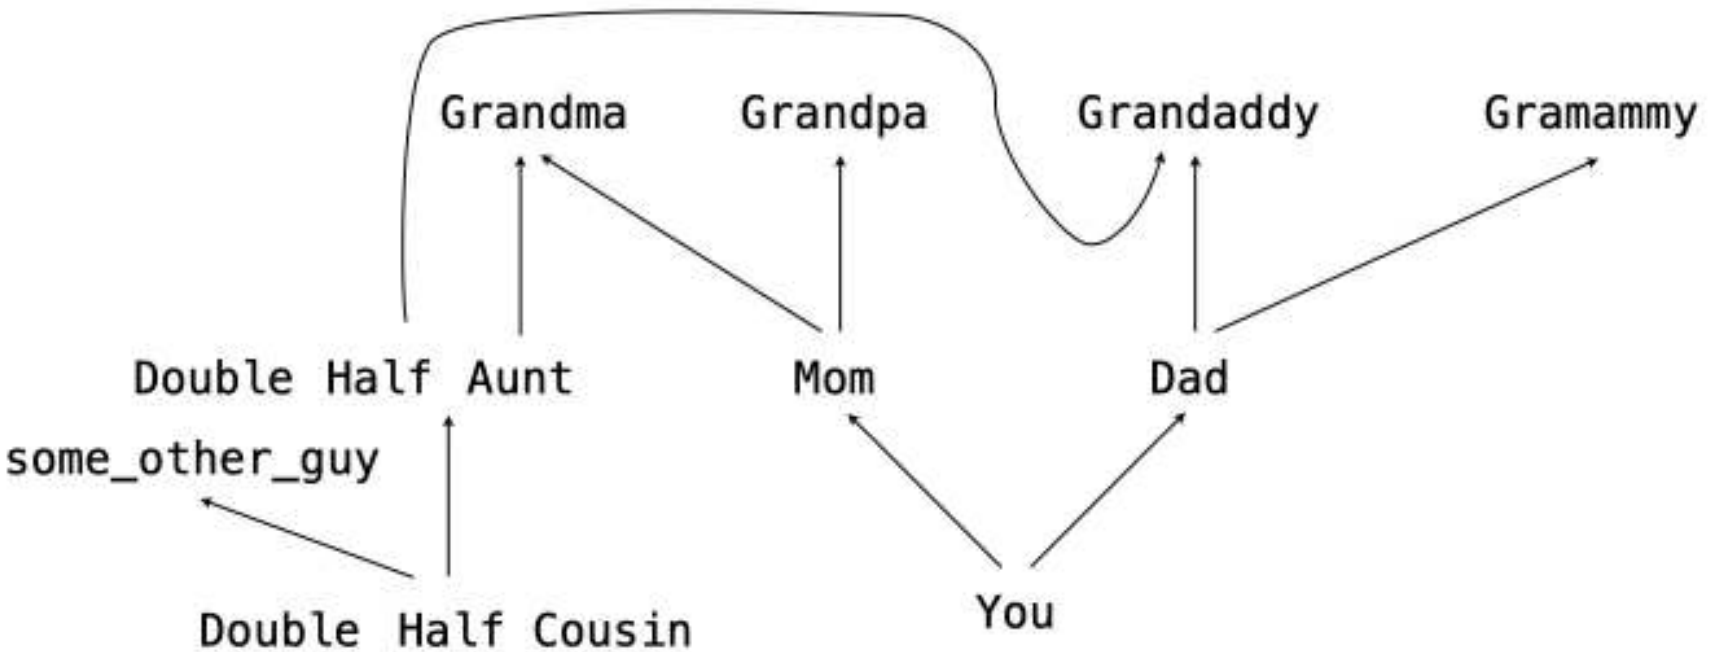 Grandma Grandpa Grandaddy Gramammy
Double Half Aunt Mom Dad
some_other_guy
You
Double Half Cousin